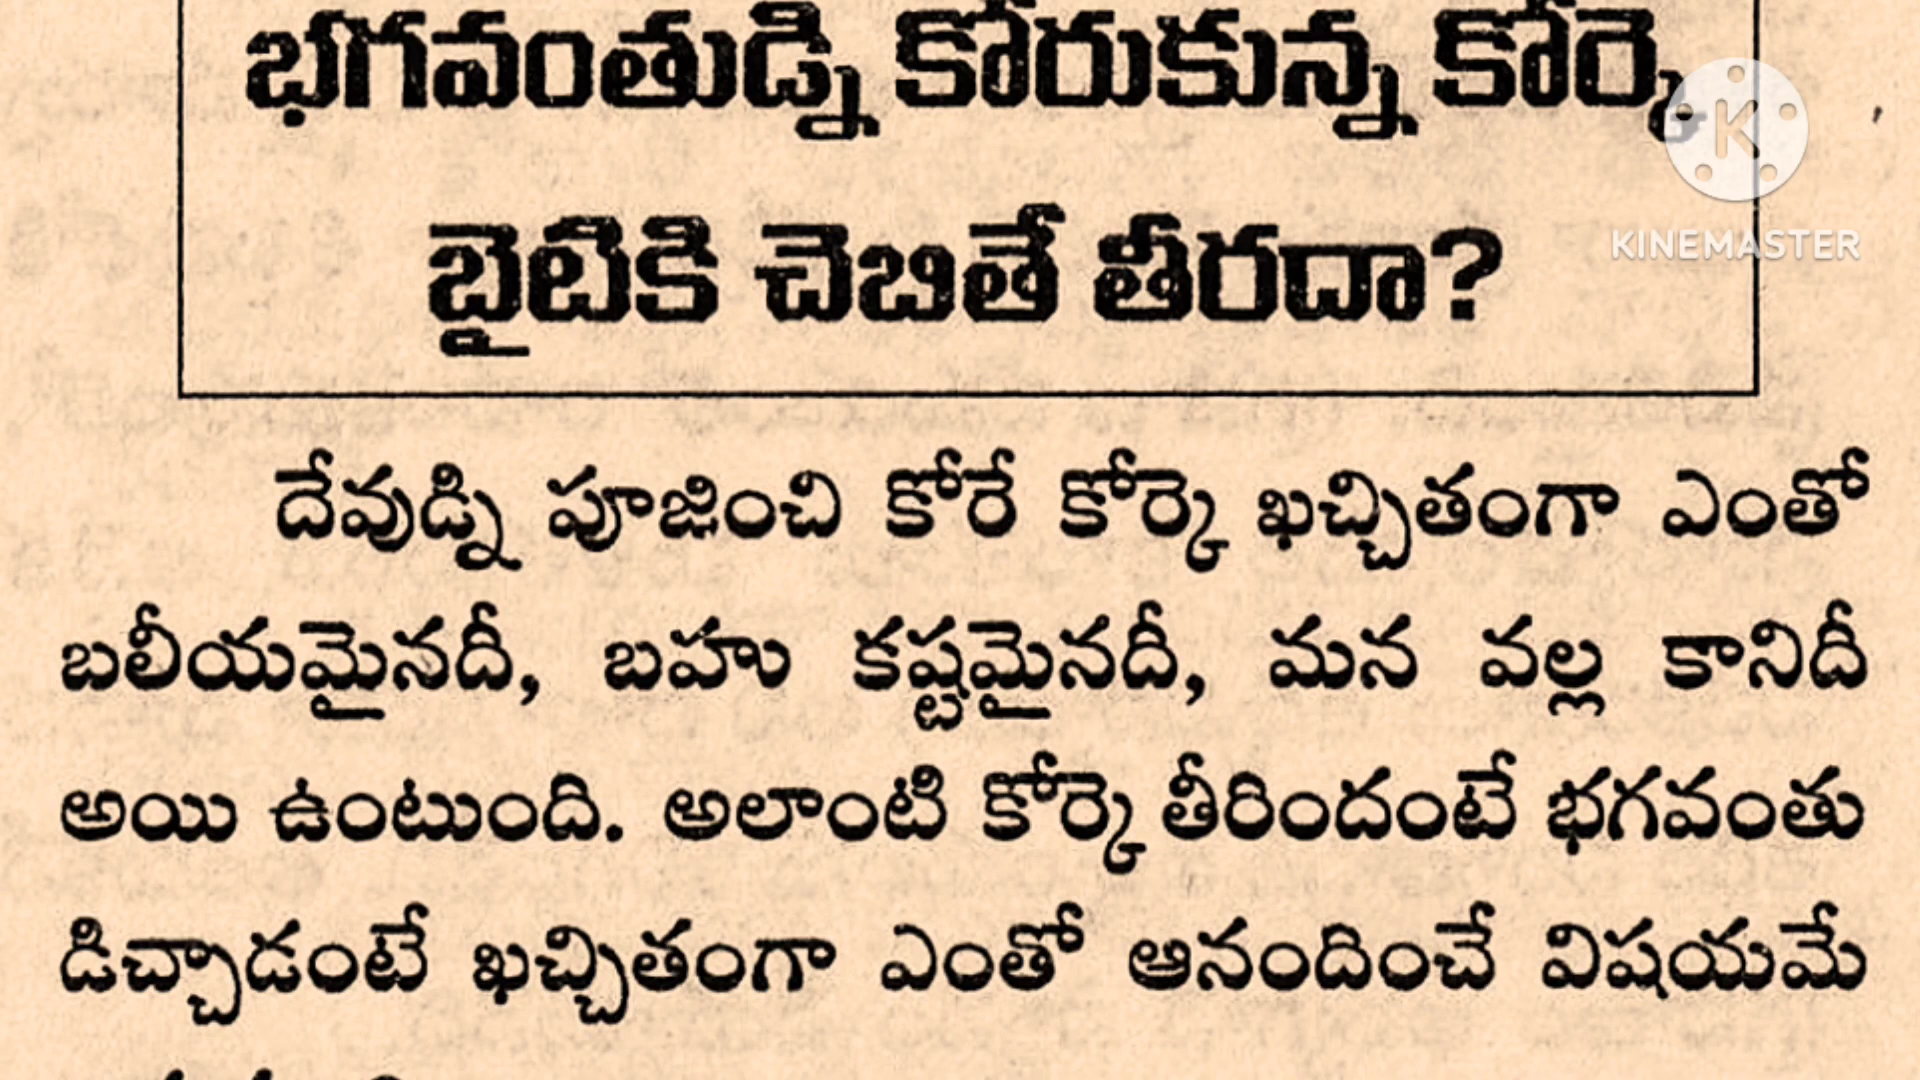 భగవంతుడ్ని కోరుకున్న కోర్కె
బైటికి చెబితే తీరదా?
KINEMASTER
దేవుడ్ని పూజించి కోరే కోర్కె ఖచ్చితంగా ఎంతో
బలీయమైనదీ, బహు కష్టమైనదీ, మన వల్ల కానిదీ
అయి ఉంటుంది. అలాంటి కోర్కె తీరిందంటే భగవంతు
డిచ్చాడంటే ఖచ్చితంగా ఎంతో ఆనందించే విషయమే